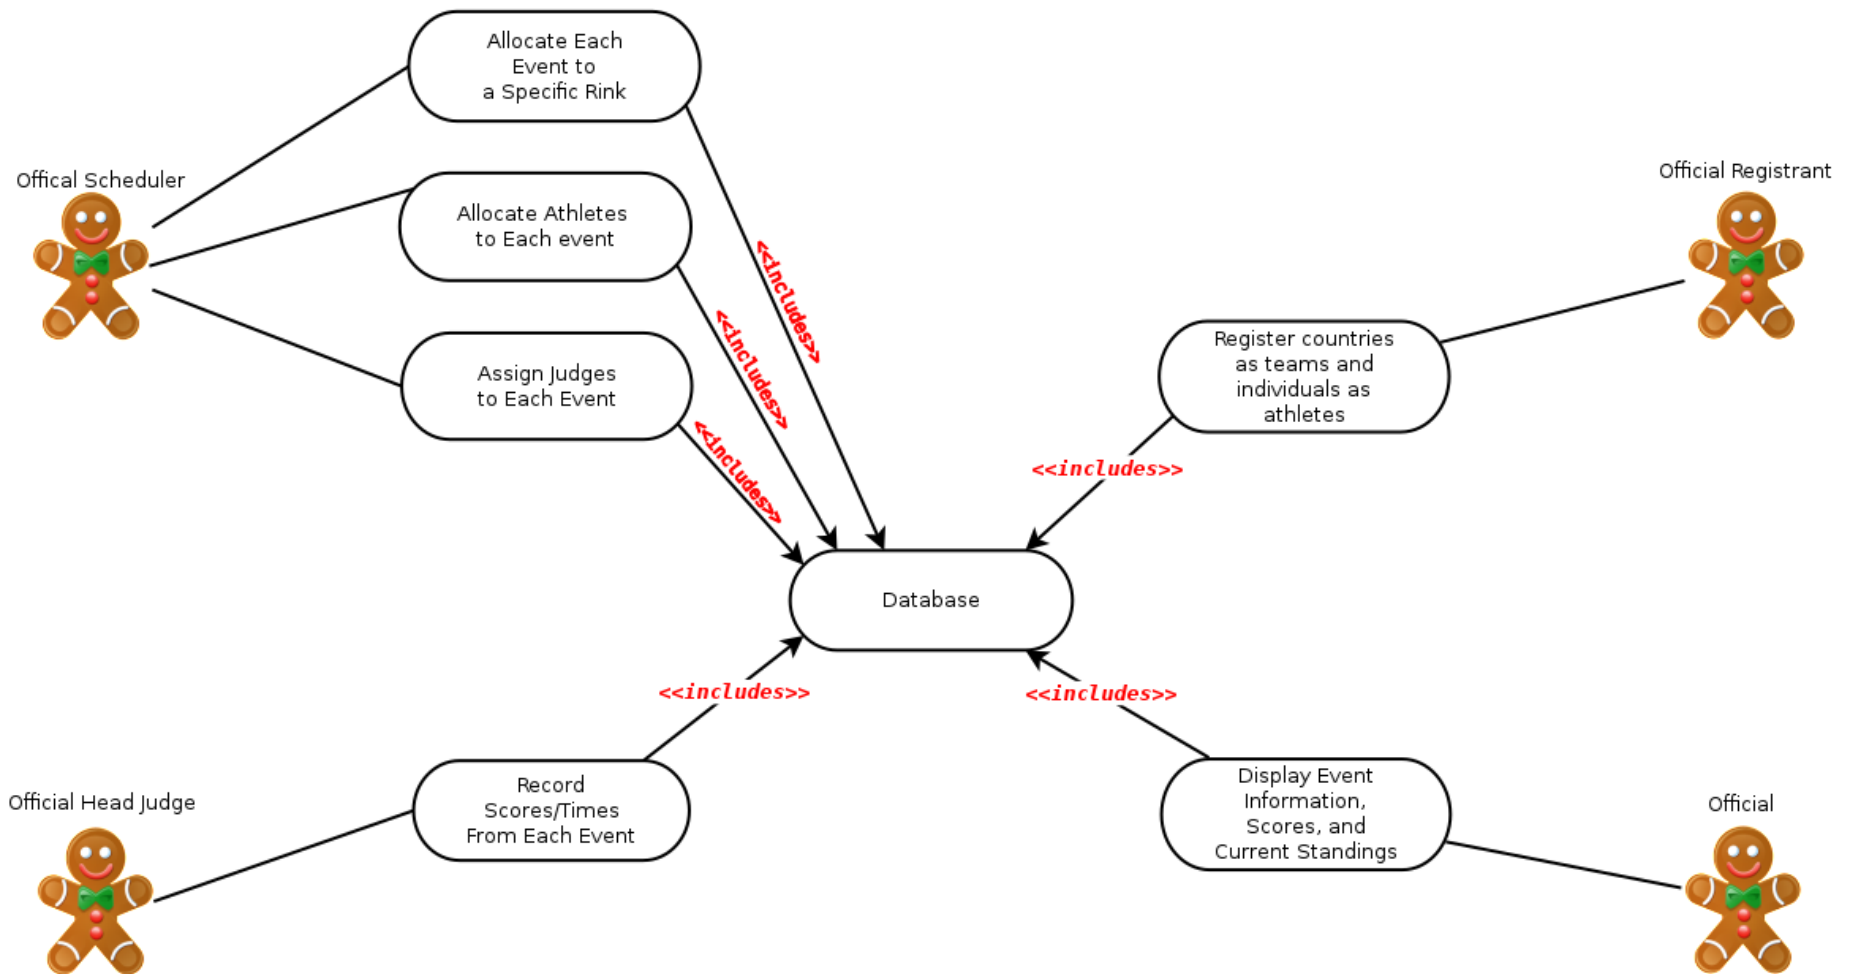 Allocate Each
Event to
a Specific Rink
Offical Scheduler
Official Registrant
Allocate Athletes
to Each event
<<includes>>
<<includes>>
Assign Judges
to Each Event
<<includes>>
Register countries
as teams and
individuals as
athletes
<<includes>>
Database
<<includes>>
<<includes>>
Official Head Judge
Record
Scores/Times
From Each Event
Display Event
Information,
Scores, and
Current Standings
Official